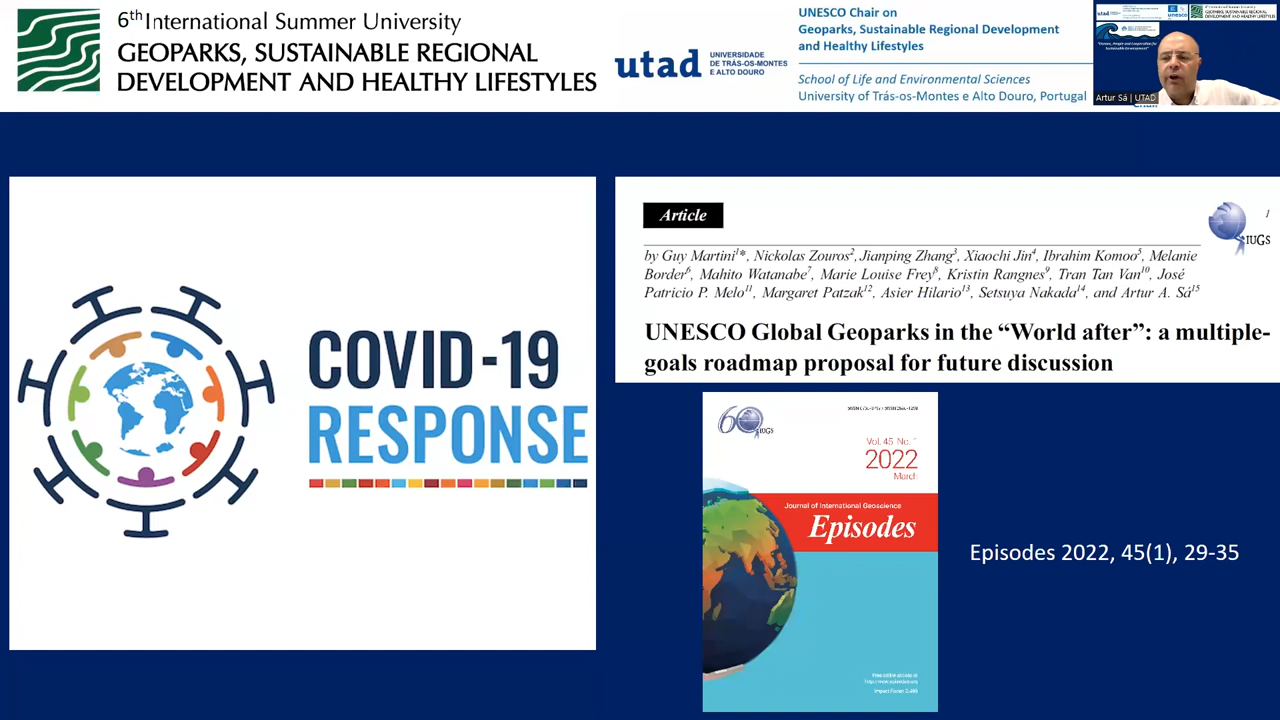 6th International Summer University
GEOPARKS, SUSTAINABLE REGIONAL
DEVELOPMENT AND HEALTHY LIFESTYLES
utad
UNIVERSIDADE
DE TRÁS-OS-MONTES
E ALTO DOURO
UNESCO Chair on
Geoparks, Sustainable Regional Development
and Healthy Lifestyles
School of Life and Environmental Sciences
University of Trás-os-Montes e Alto Douro, Portugal
Artur Sá | UTAD
COVID-19
RESPONSE
Article
1
IUGS
by Guy Martini1*, Nickolas Zouros2, Jianping Zhang3, Xiaochi Jin4, Ibrahim Komoo5, Melanie
Border6, Mahito Watanabe7, Marie Louise Frey8, Kristin Rangnes9, Tran Tan Van10, José
Patricio P. Melo11, Margaret Patzak12, Asier Hilario13, Setsuya Nakada14, and Artur A. Sá15
UNESCO Global Geoparks in the “World after”: a multiple-
goals roadmap proposal for future discussion
60
IUGS
Vol. 45 No. 1
2022
March
Journal of International Geoscience
Episodes
Episodes 2022, 45(1), 29-35